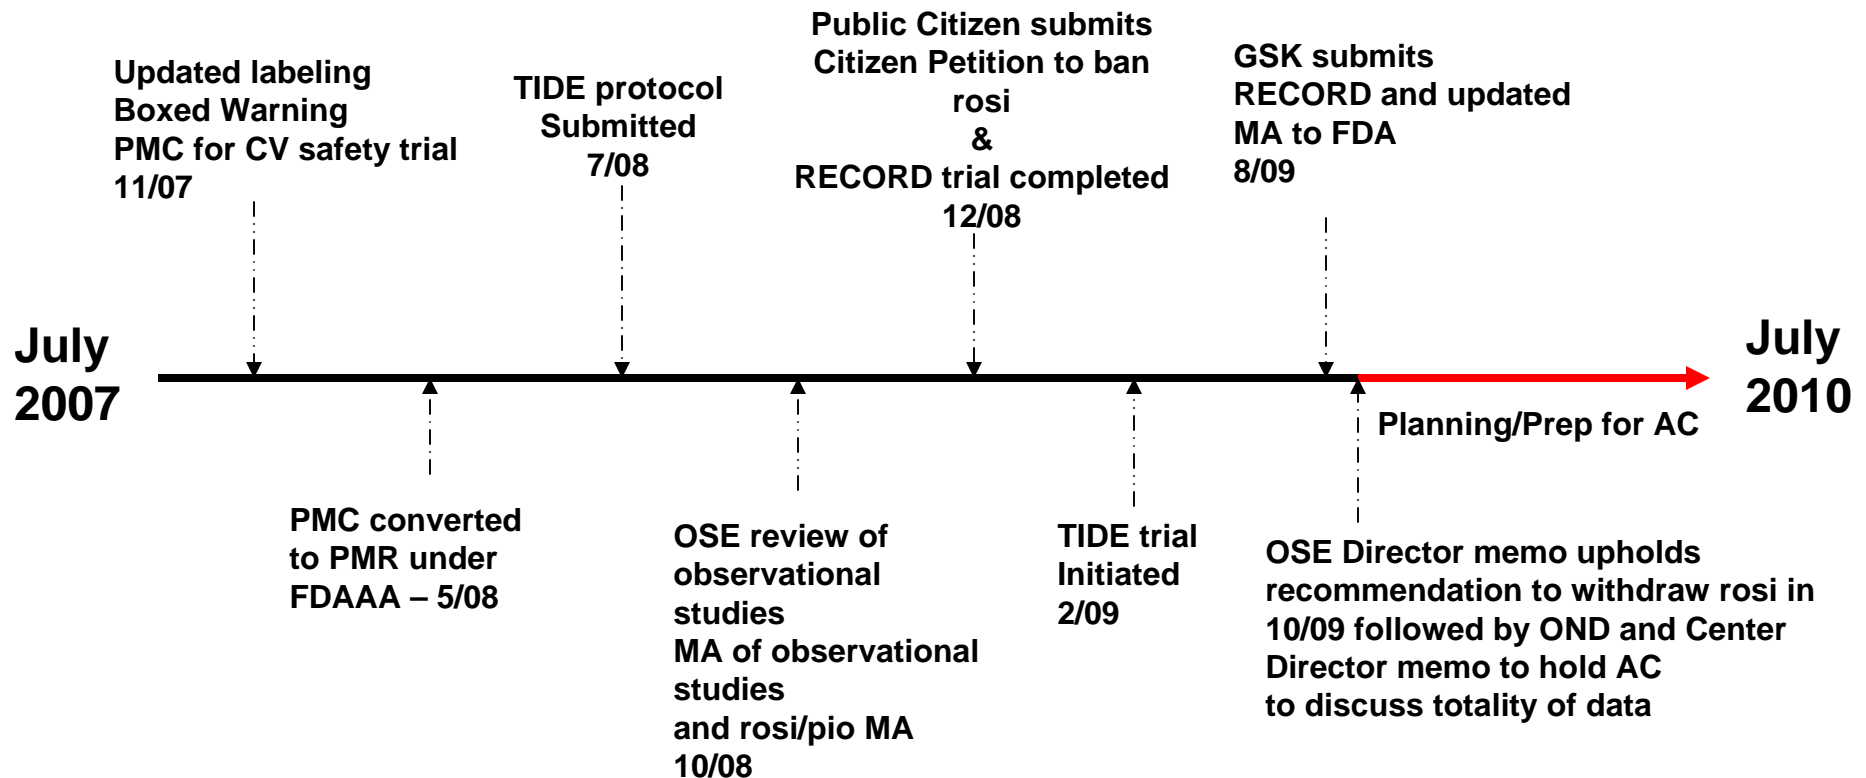 Updated labeling
Boxed Warning
PMC for CV safety trial
11/07
TIDE protocol
Submitted
7/08
Public Citizen submits
Citizen Petition to ban
rosi
&
RECORD trial completed
12/08
GSK submits
RECORD and updated
MA to FDA
8/09
July
2007
July
2010
Planning/Prep for AC
PMC converted
to PMR under
FDAAA – 5/08
OSE review of
observational
studies
MA of observational
studies
and rosi/pio MA
10/08
TIDE trial
Initiated
2/09
OSE Director memo upholds
recommendation to withdraw rosi in
10/09 followed by OND and Center
Director memo to hold AC
to discuss totality of data